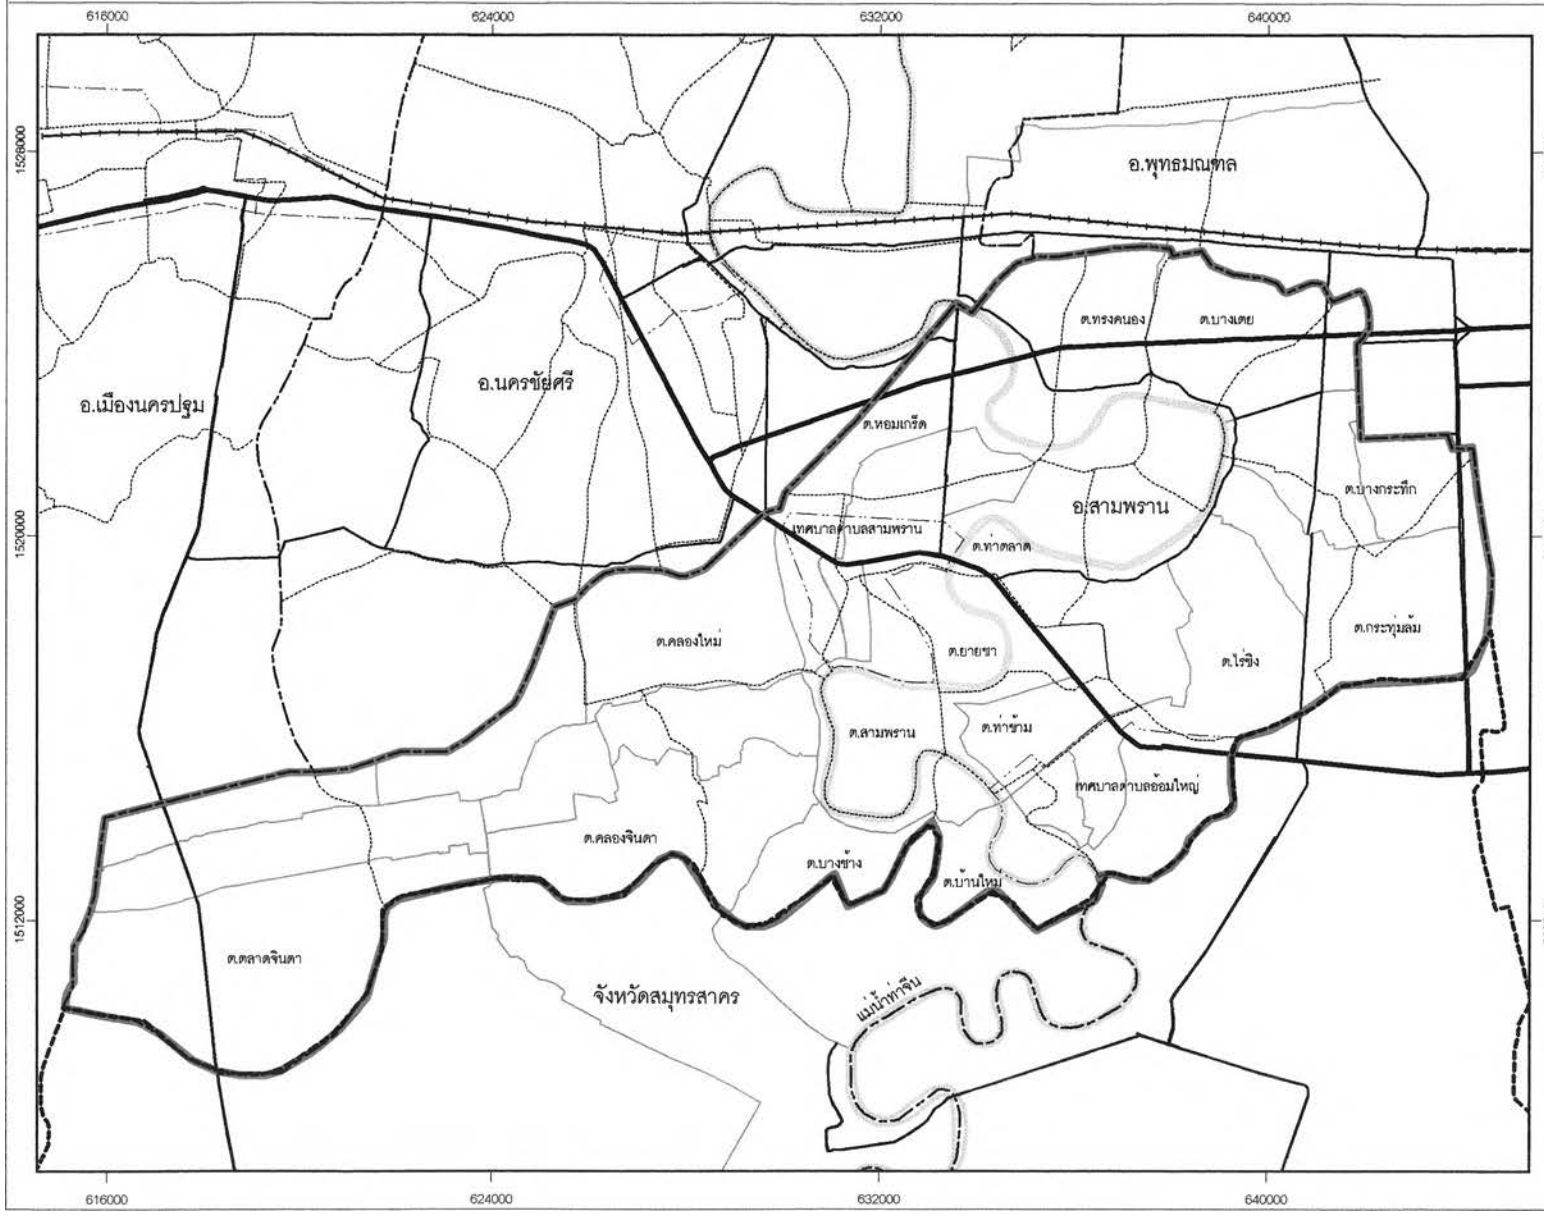 616000 624000 632000 640000
1528000
อ.พุทธมณฑล
ต.ทรงคนอง ต.บางเตย
อ.นครชัยศรี
อ.เมืองนครปฐม
ต.หอมเกร็ด
ต.บางกระทึก
อ.สามพราน
1520000
เทศบาลตำบลสามพราน
ต.ท่าตลาด
ต.กระทุ่มล้ม
ต.คลองใหม่
ต.ยายชา
ต.ไร่ขิง
ต.ท่าข้าม
ต.สามพราน
เทศบาลตำบลอ้อมใหญ่
ต.คลองจินดา
ต.บางช้าง
ต.บ้านใหม่
1512000
ต.ตลาดจินดา
จังหวัดสมุทรสาคร
แม่น้ำท่าจีน
616000 624000 632000 640000